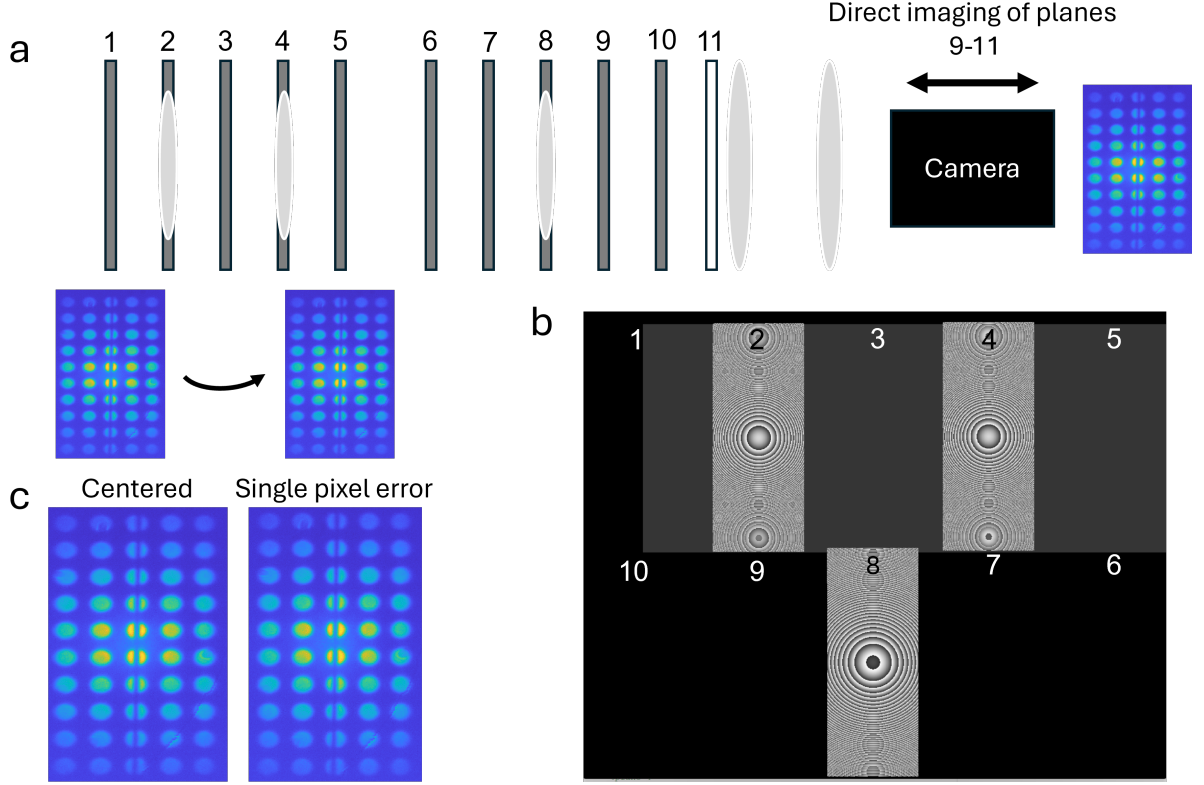 Direct imaging of planes
9-11
a
1 2 3 4 5 6 7 8 9 10 11
Camera
b
1 2 3 4 5
10 9 8 7 6
c
Centered
Single pixel error